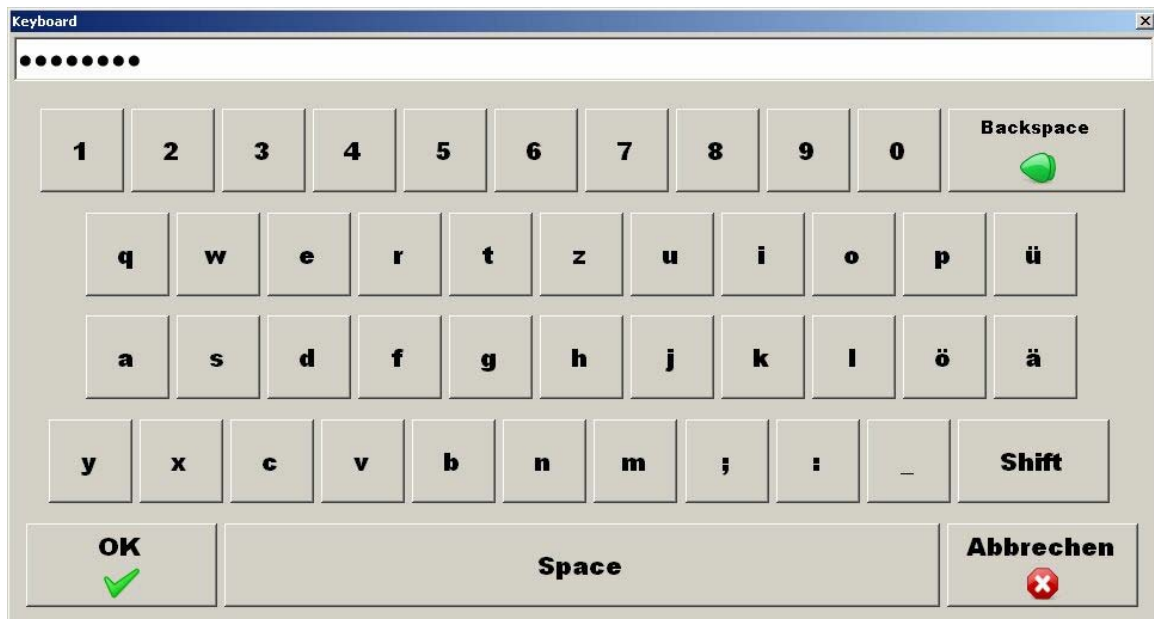 Keyboard
●●●●●●●●
1 2 3 4 5 6 7 8 9 0 Backspace
q w e r t z u i o p ü
a s d f g h j k l ö ä
y x c v b n m ; : _ Shift
OK Space Abbrechen